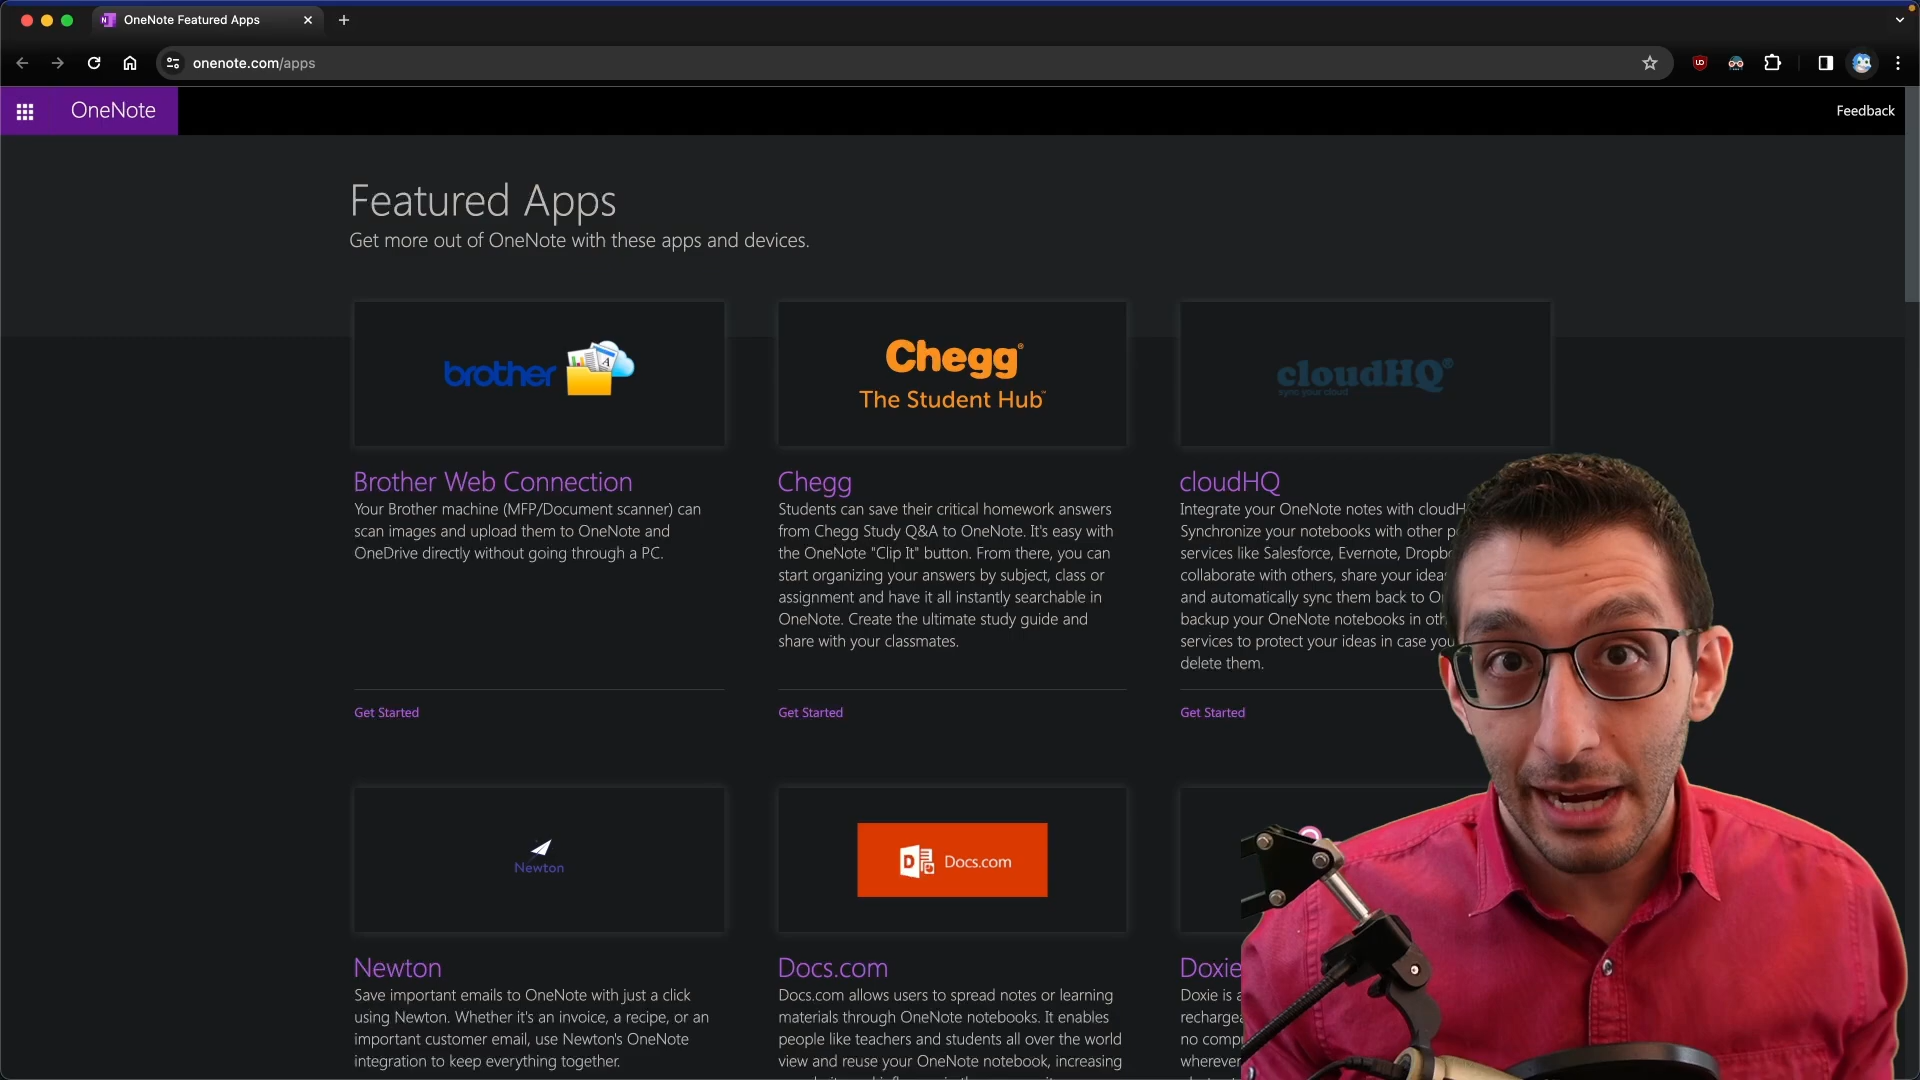 OneNote Featured Apps
onenote.com/apps
OneNote
Feedback
Featured Apps
Get more out of OneNote with these apps and devices.
brother
Chegg®
The Student Hub
cloudHQ®
sync your cloud
Brother Web Connection
Your Brother machine (MFP/Document scanner) can
scan images and upload them to OneNote and
OneDrive directly without going through a PC.
Get Started
Chegg
Students can save their critical homework answers
from Chegg Study Q&A to OneNote. It's easy with
the OneNote "Clip It" button. From there, you can
start organizing your answers by subject, class or
assignment and have it all instantly searchable in
OneNote. Create the ultimate study guide and
share with your classmates.
Get Started
cloudHQ
Integrate your OneNote notes with cloudH
Synchronize your notebooks with other p
services like Salesforce, Evernote, Dropbo
collaborate with others, share your ideas
and automatically sync them back to O
backup your OneNote notebooks in oth
services to protect your ideas in case you
delete them.
Get Started
Newton
Docs.com
Newton
Save important emails to OneNote with just a click
using Newton. Whether it's an invoice, a recipe, or an
important customer email, use Newton's OneNote
integration to keep everything together.
Docs.com
Docs.com allows users to spread notes or learning
materials through OneNote notebooks. It enables
people like teachers and students all over the world
view and reuse your OneNote notebook, increasing
Doxie
Doxie is a
rechargea
no comp
wherever